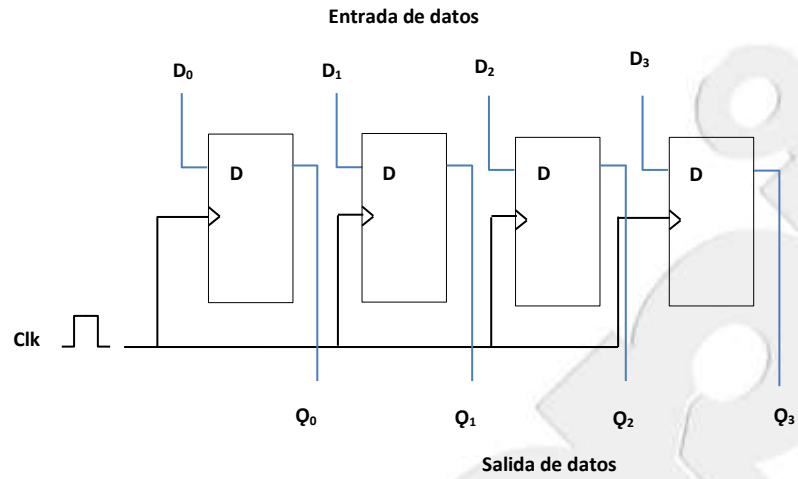 Entrada de datos
D₀ D₁ D₂ D₃
D D D D
Clk
Q₀ Q₁ Q₂ Q₃
Salida de datos